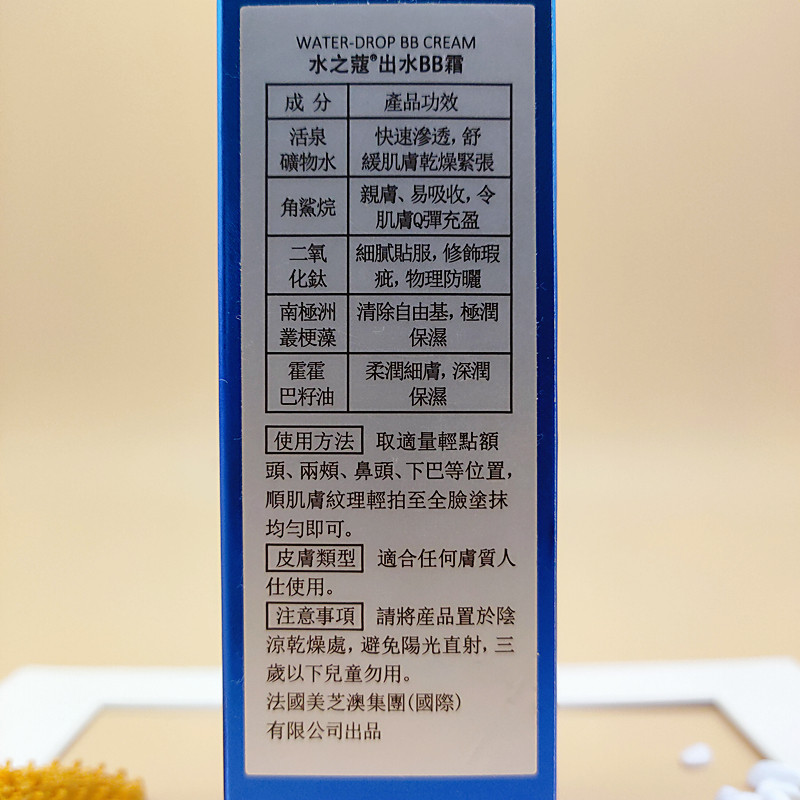 WATER-DROP BB CREAM
水之蔻®出水BB霜
成 分 產品功效
活泉
礦物水
快速滲透, 舒
緩肌膚乾燥緊張
角鯊烷
親膚、易吸收, 令
肌膚Q彈充盈
二氧
化鈦
細膩貼服, 修飾瑕
疵, 物理防曬
南極洲
叢梗藻
清除自由基, 極潤
保濕
霍霍
巴籽油
柔潤細膚, 深潤
保濕
使用方法 取適量輕點額
頭、兩頰、鼻頭、下巴等位置,
順肌膚紋理輕拍至全臉塗抹
均勻即可。
皮膚類型 適合任何膚質人
仕使用。
注意事項 請將産品置於陰
涼乾燥處, 避免陽光直射, 三
歲以下兒童勿用。
法國美芝澳集團(國際)
有限公司出品